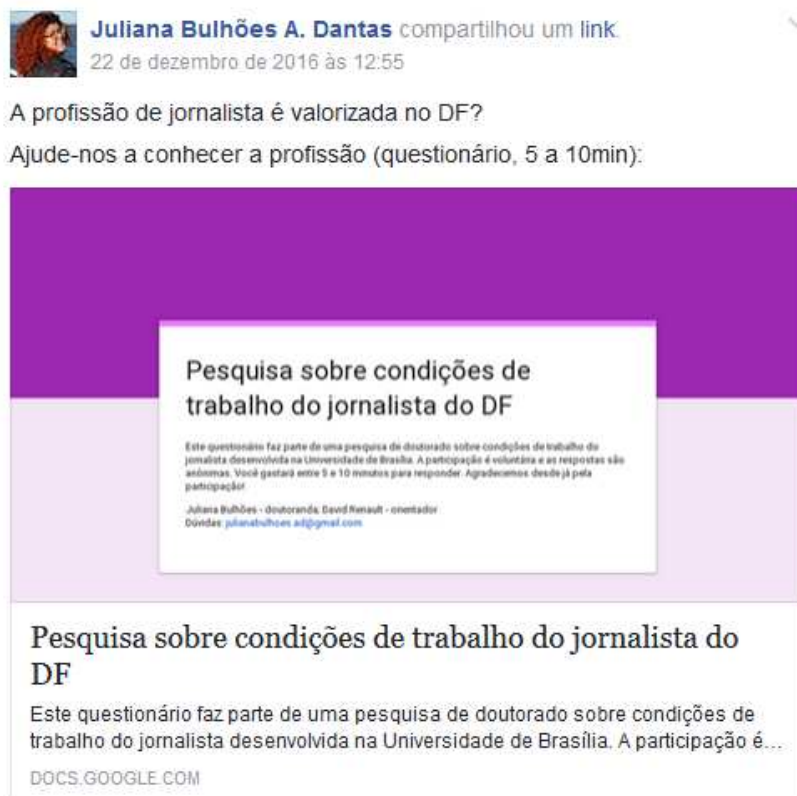 Juliana Bulhões A. Dantas compartilhou um link.
22 de dezembro de 2016 às 12:55
A profissão de jornalista é valorizada no DF?
Ajude-nos a conhecer a profissão (questionário, 5 a 10min):
Pesquisa sobre condições de
trabalho do jornalista do DF
Este questionário faz parte de uma pesquisa de doutorado sobre condições de trabalho do
jornalista desenvolvida na Universidade de Brasília. A participação é voluntária e as respostas são
anônimas. Você gastará entre 5 e 10 minutos para responder. Agradecemos desde já pela
participação!
Juliana Bulhões - doutoranda; David Renault - orientador
Dúvidas: julianabulhoes.ad@gmail.com
Pesquisa sobre condições de trabalho do jornalista do
DF
Este questionário faz parte de uma pesquisa de doutorado sobre condições de
trabalho do jornalista desenvolvida na Universidade de Brasília. A participação é...
DOCS.GOOGLE.COM